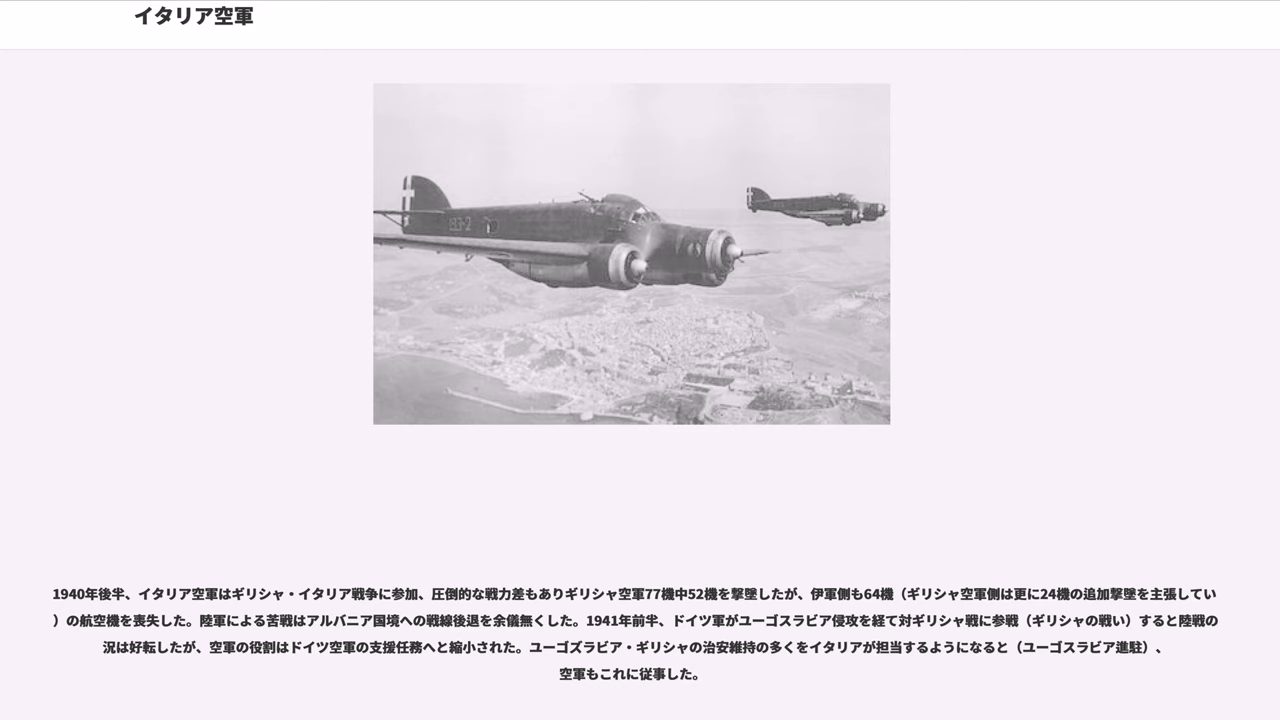 イタリア空軍
183-2
1940年後半、イタリア空軍はギリシャ・イタリア戦争に参加、圧倒的な戦力差もありギリシャ空軍77機中52機を撃墜したが、伊軍側も64機（ギリシャ空軍側は更に24機の追加撃墜を主張してい
）の航空機を喪失した。陸軍による苦戦はアルバニア国境への戦線後退を余儀無くした。1941年前半、ドイツ軍がユーゴスラビア侵攻を経て対ギリシャ戦に参戦（ギリシャの戦い）すると陸戦の
況は好転したが、空軍の役割はドイツ空軍の支援任務へと縮小された。ユーゴズラビア・ギリシャの治安維持の多くをイタリアが担当するようになると（ユーゴスラビア進駐）、
空軍もこれに従事した。